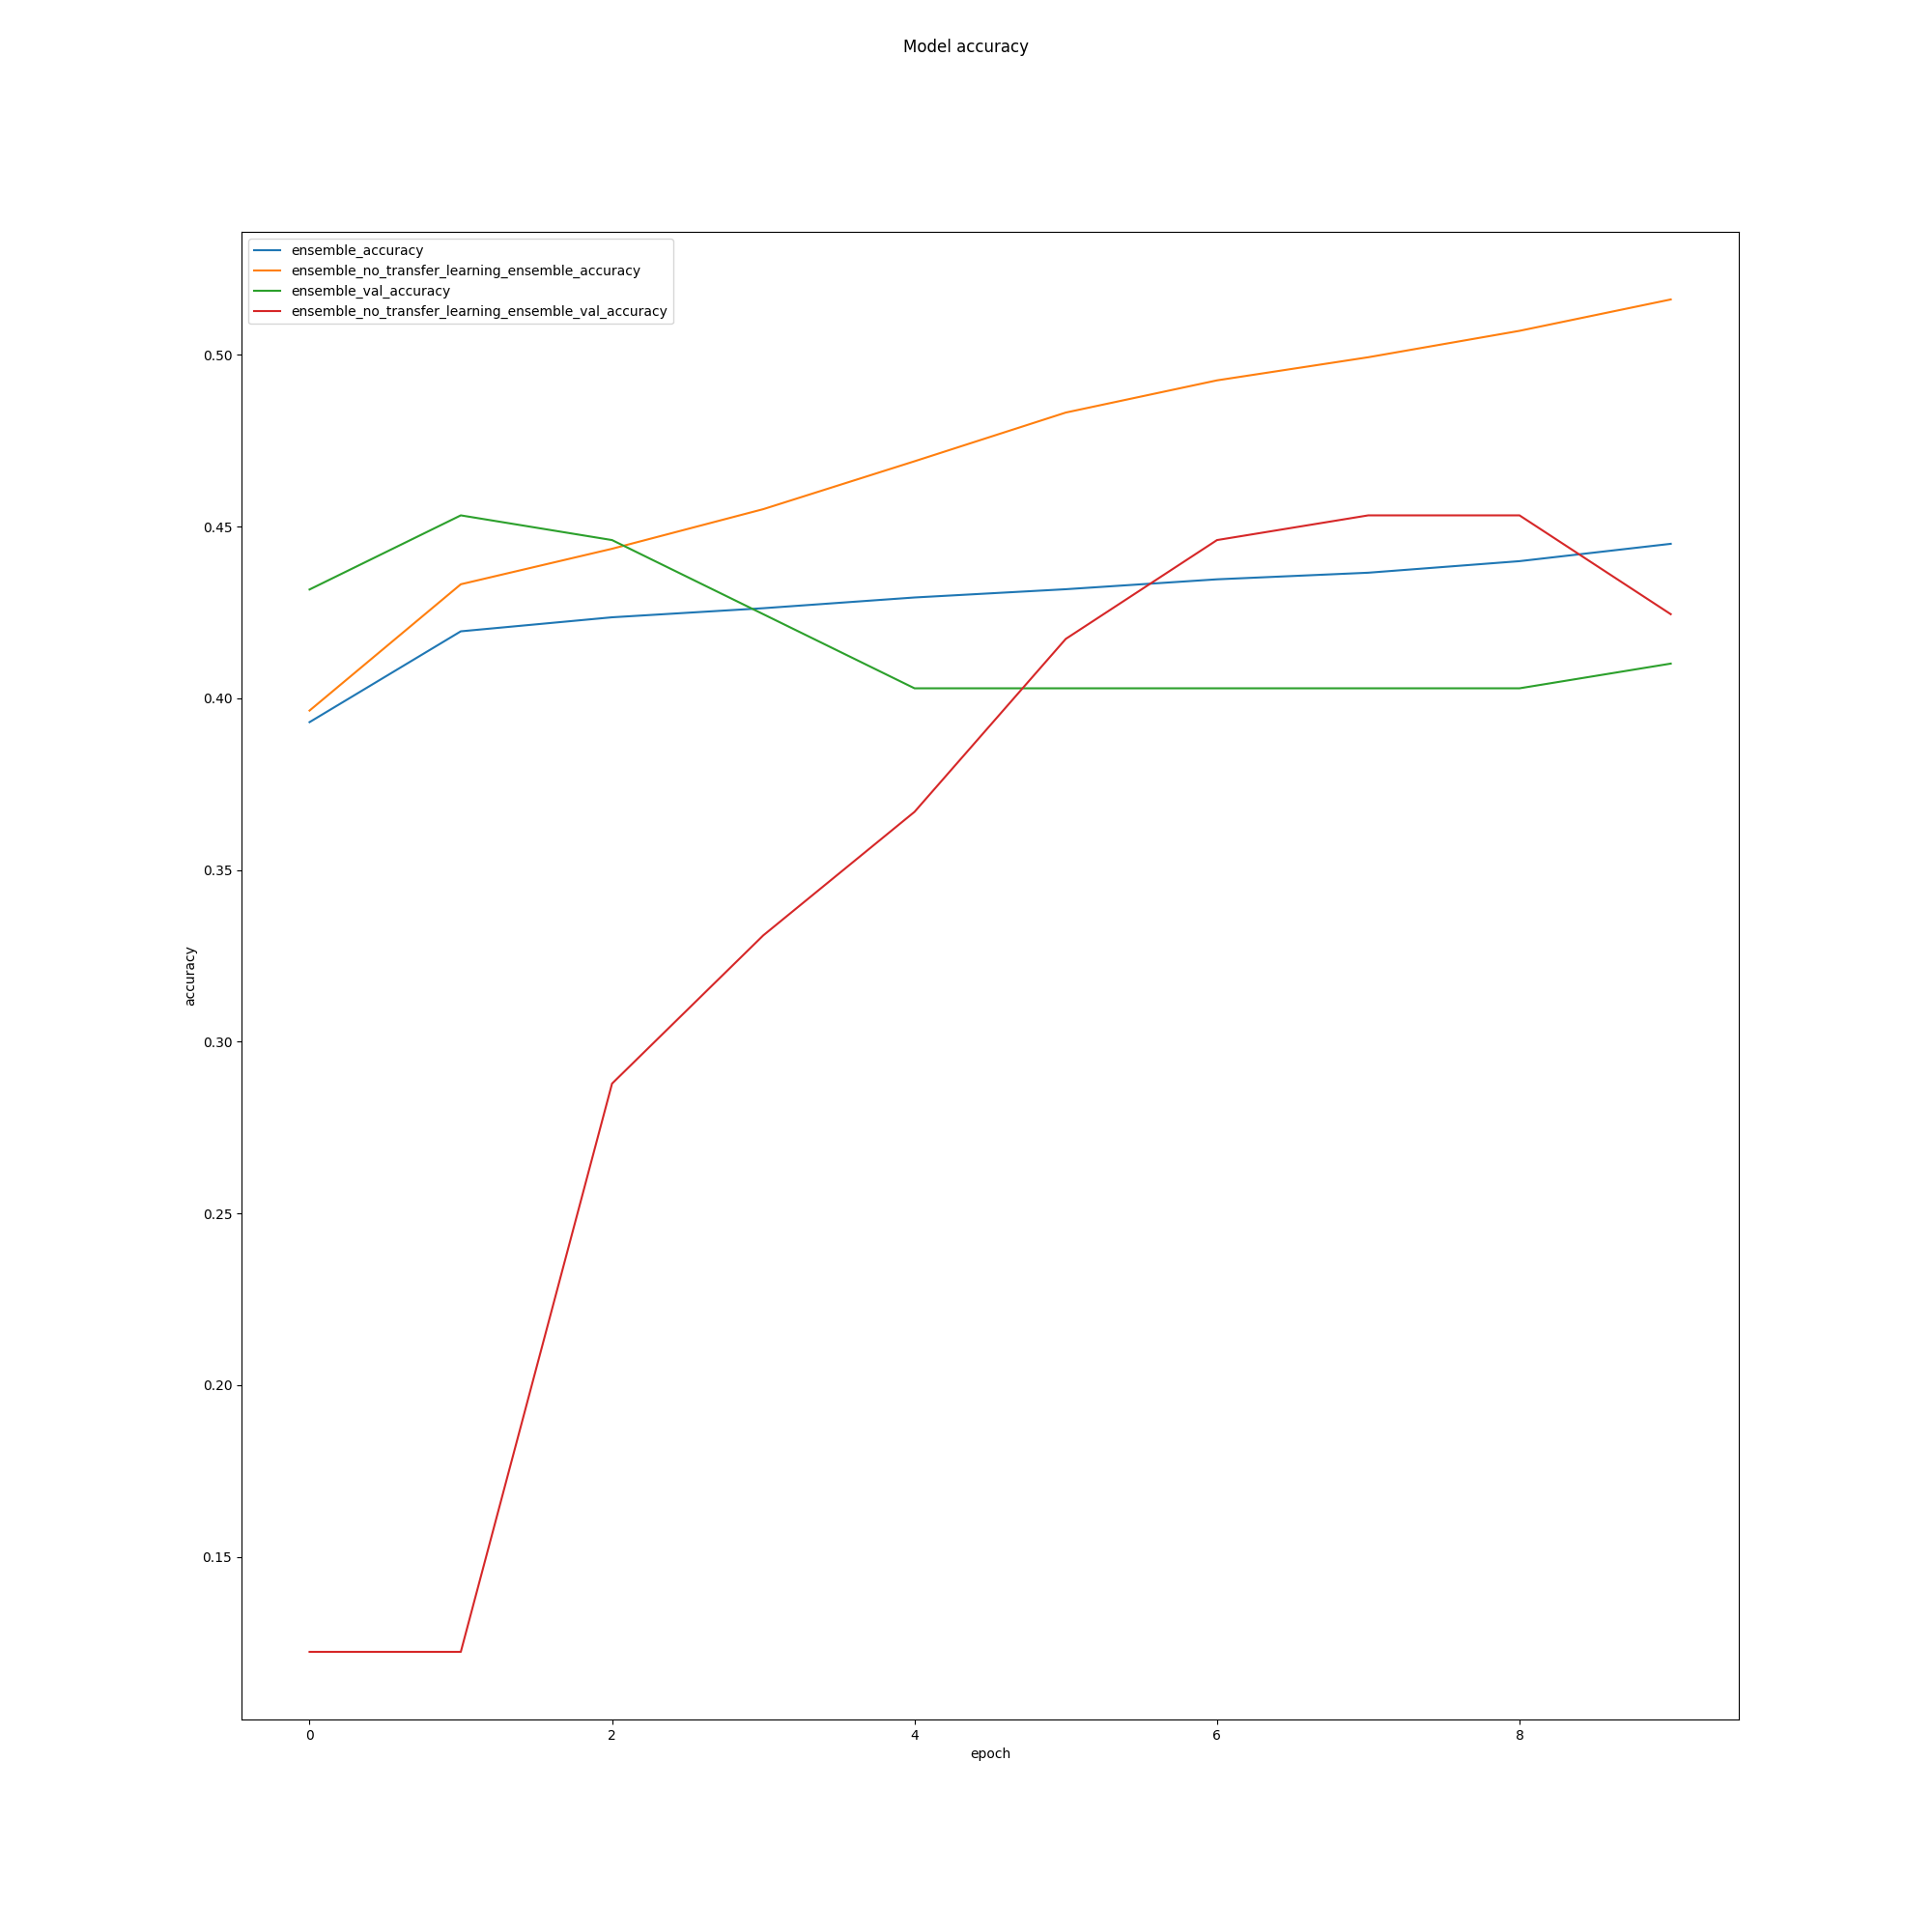 Model accuracy
ensemble_accuracy
ensemble_no_transfer_learning_ensemble_accuracy
ensemble_val_accuracy
ensemble_no_transfer_learning_ensemble_val_accuracy
0.50
0.45
0.40
0.35
0.30
0.25
0.20
0.15
accuracy
0 2 4 6 8
epoch